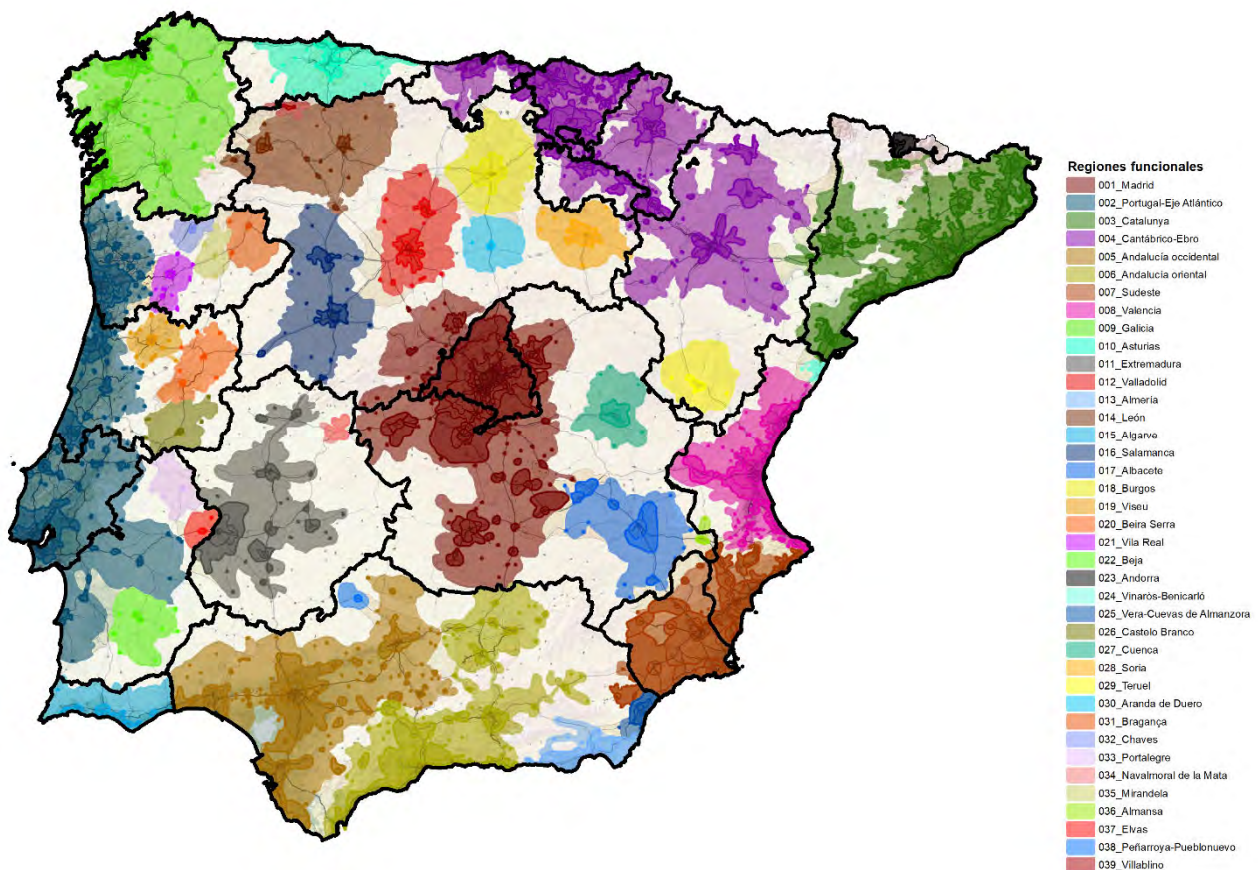 Regiones funcionales
001_Madrid
002_Portugal-Eje Atlántico
003_Catalunya
004_Cantábrico-Ebro
005_Andalucía occidental
006_Andalucía oriental
007_Sudeste
008_Valencia
009_Galicia
010_Asturias
011_Extremadura
012_Valladolid
013_Almería
014_León
015_Algarve
016_Salamanca
017_Albacete
018_Burgos
019_Viseu
020_Beira Serra
021_Vila Real
022_Beja
023_Andorra
024_Vinaròs-Benicarló
025_Vera-Cuevas de Almanzora
026_Castelo Branco
027_Cuenca
028_Soria
029_Teruel
030_Aranda de Duero
031_Bragança
032_Chaves
033_Portalegre
034_Navalmoral de la Mata
035_Mirandela
036_Almansa
037_Elvas
038_Peñarroya-Pueblonuevo
039_Villablino